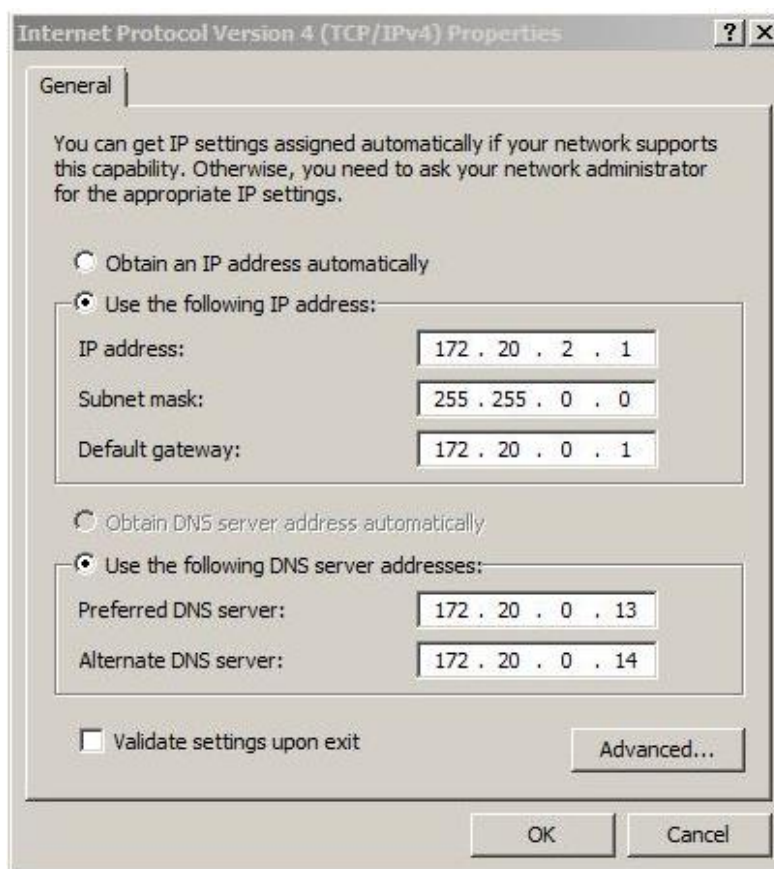 Internet Protocol Version 4 (TCP/IPv4) Properties
General
You can get IP settings assigned automatically if your network supports
this capability. Otherwise, you need to ask your network administrator
for the appropriate IP settings.
Obtain an IP address automatically
Use the following IP address:
IP address: 172 . 20 . 2 . 1
Subnet mask: 255 . 255 . 0 . 0
Default gateway: 172 . 20 . 0 . 1
Obtain DNS server address automatically
Use the following DNS server addresses:
Preferred DNS server: 172 . 20 . 0 . 13
Alternate DNS server: 172 . 20 . 0 . 14
Validate settings upon exit
Advanced...
OK Cancel